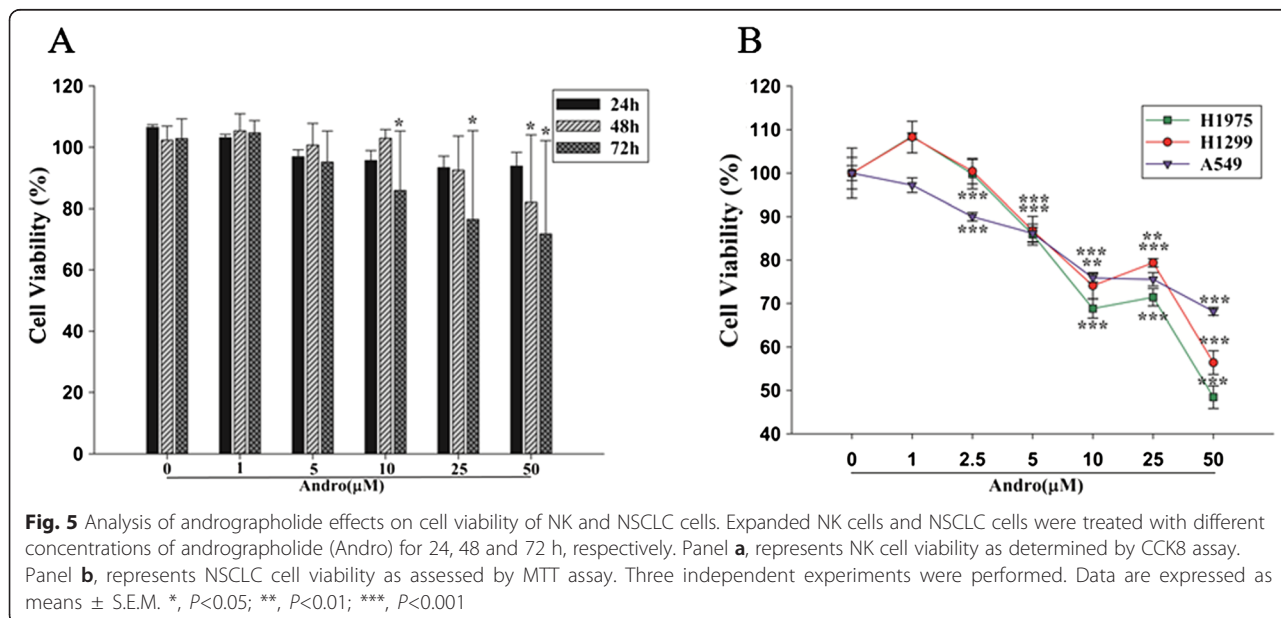 A
120
100
80
60
40
20
0
Cell Viability (%)
24h
48h
72h
*
*
*
*
0 1 5 10 25 50
Andro(µM)
B
120
110
100
90
80
70
60
50
40
Cell Viability (%)
H1975
H1299
A549
***
***
***
***
***
**
***
**
***
***
***
***
***
0 1 2.5 5 10 25 50
Andro(µM)
Fig. 5 Analysis of andrographolide effects on cell viability of NK and NSCLC cells. Expanded NK cells and NSCLC cells were treated with different
concentrations of andrographolide (Andro) for 24, 48 and 72 h, respectively. Panel a, represents NK cell viability as determined by CCK8 assay.
Panel b, represents NSCLC cell viability as assessed by MTT assay. Three independent experiments were performed. Data are expressed as
means ± S.E.M. *, P<0.05; **, P<0.01; ***, P<0.001